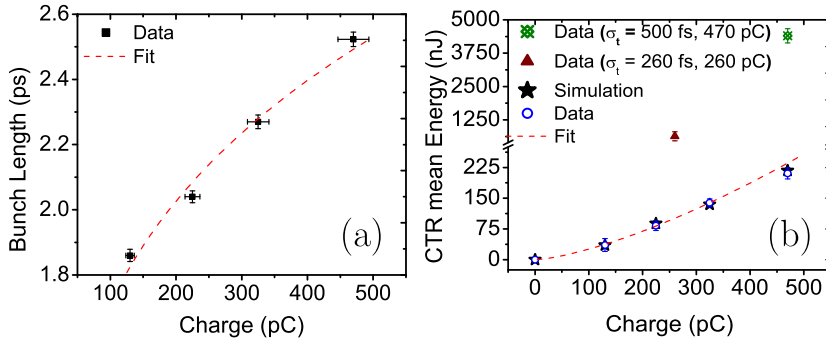 2.6
2.4
2.2
2.0
1.8
100 200 300 400 500
Bunch Length (ps)
Charge (pC)
Data
Fit
(a)
5000
3750
2500
1250
225
150
75
0
0 100 200 300 400 500
CTR mean Energy (nJ)
Charge (pC)
Data (σt = 500 fs, 470 pC)
Data (σt = 260 fs, 260 pC)
Simulation
Data
Fit
(b)